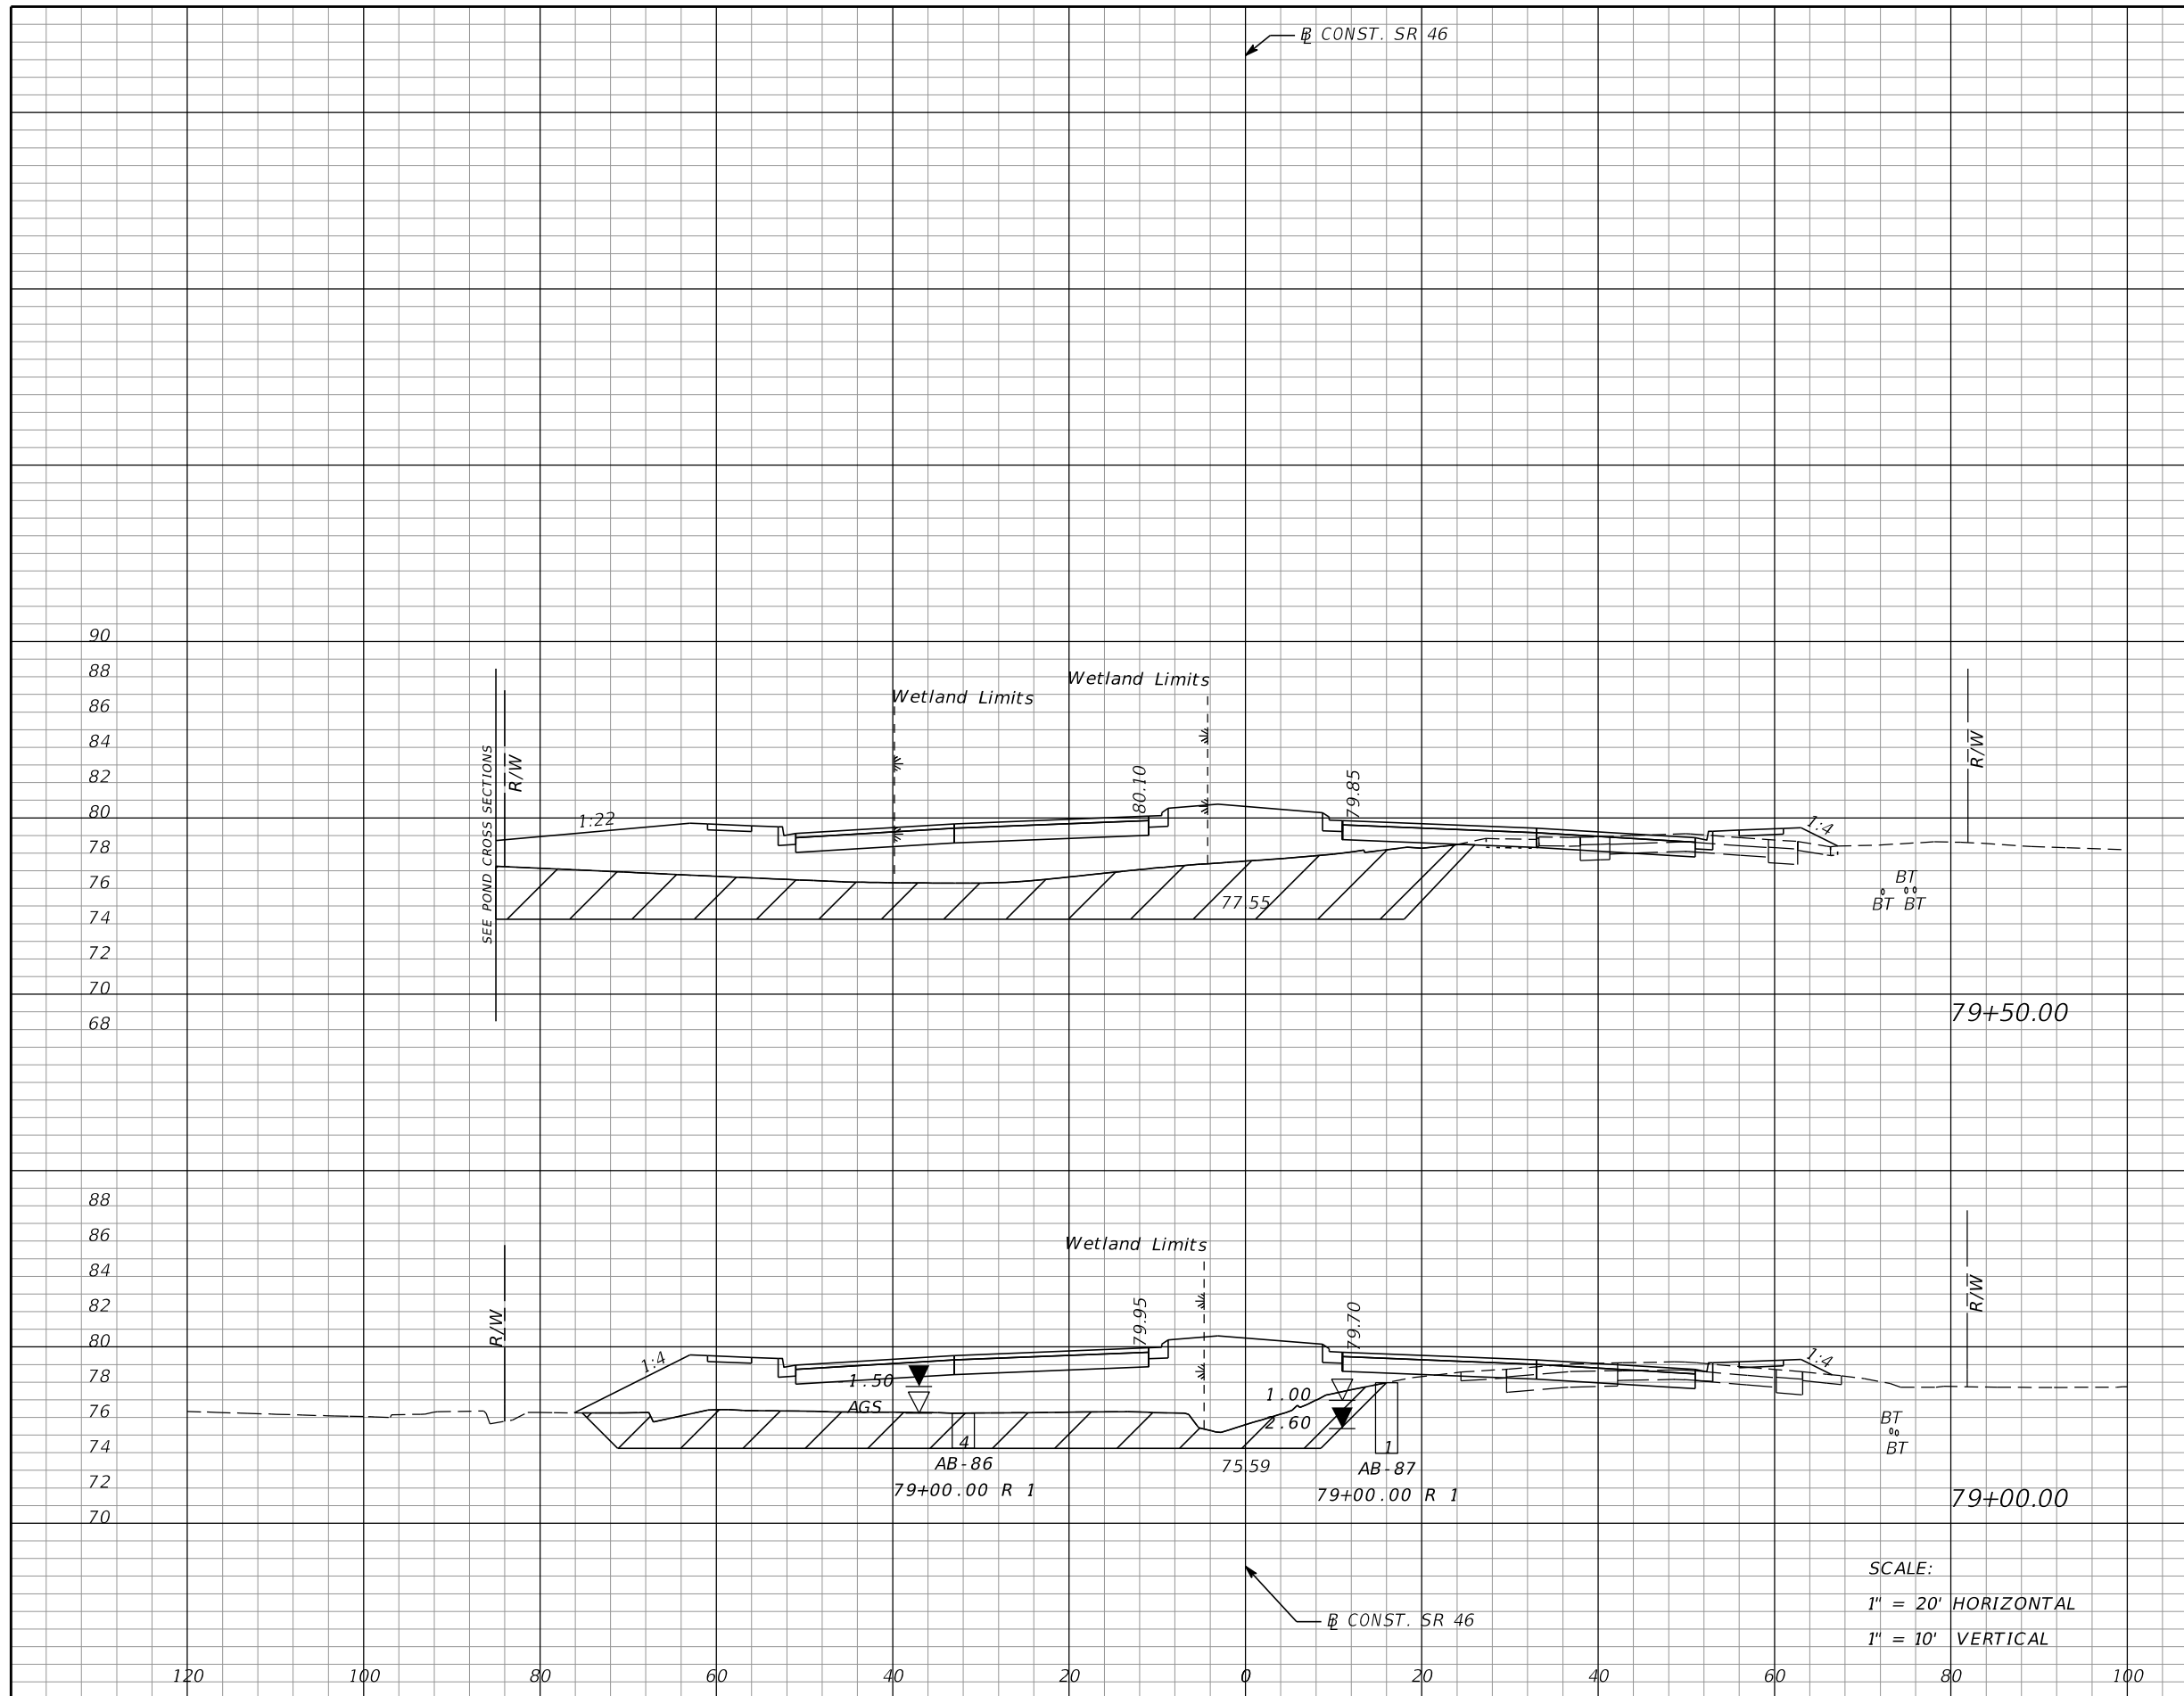 ℄ CONST. SR 46
90
88
86
84
82
80
78
76
74
72
70
68
SEE POND CROSS SECTIONS
R/W
1:22
Wetland Limits
Wetland Limits
80.10
79.85
77.55
1:4
R/W
BT
BT BT
79+50.00
88
86
84
82
80
78
76
74
72
70
R/W
1:4
Wetland Limits
79.95
79.70
-1.50
AGS
1.00
2.60
4
AB-86
79+00.00 R 1
75.59
1
AB-87
79+00.00 R 1
1:4
R/W
BT
BT
79+00.00
℄ CONST. SR 46
SCALE:
1" = 20' HORIZONTAL
1" = 10' VERTICAL
120 100 80 60 40 20 0 20 40 60 80 100